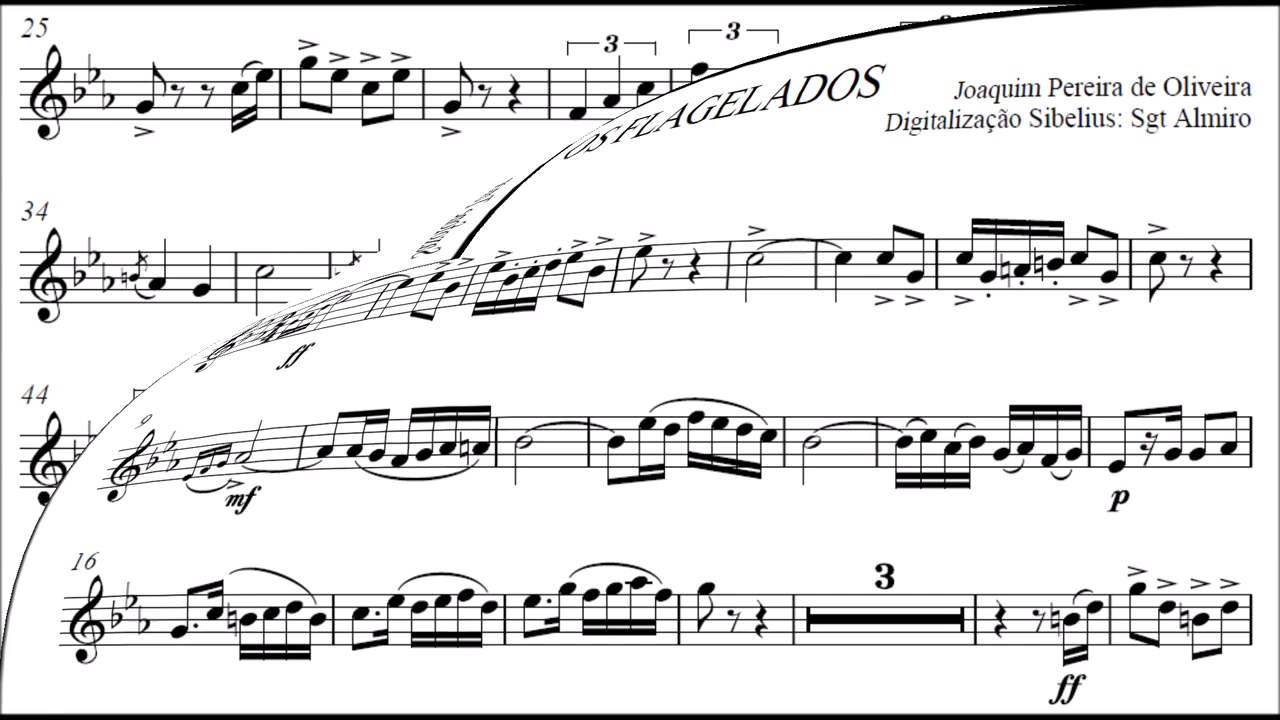 25
3
3
OS FLAGELADOS
Joaquim Pereira de Oliveira
Digitalização Sibelius: Sgt Almiro
34
ff
44
9
mf
p
16
3
ff